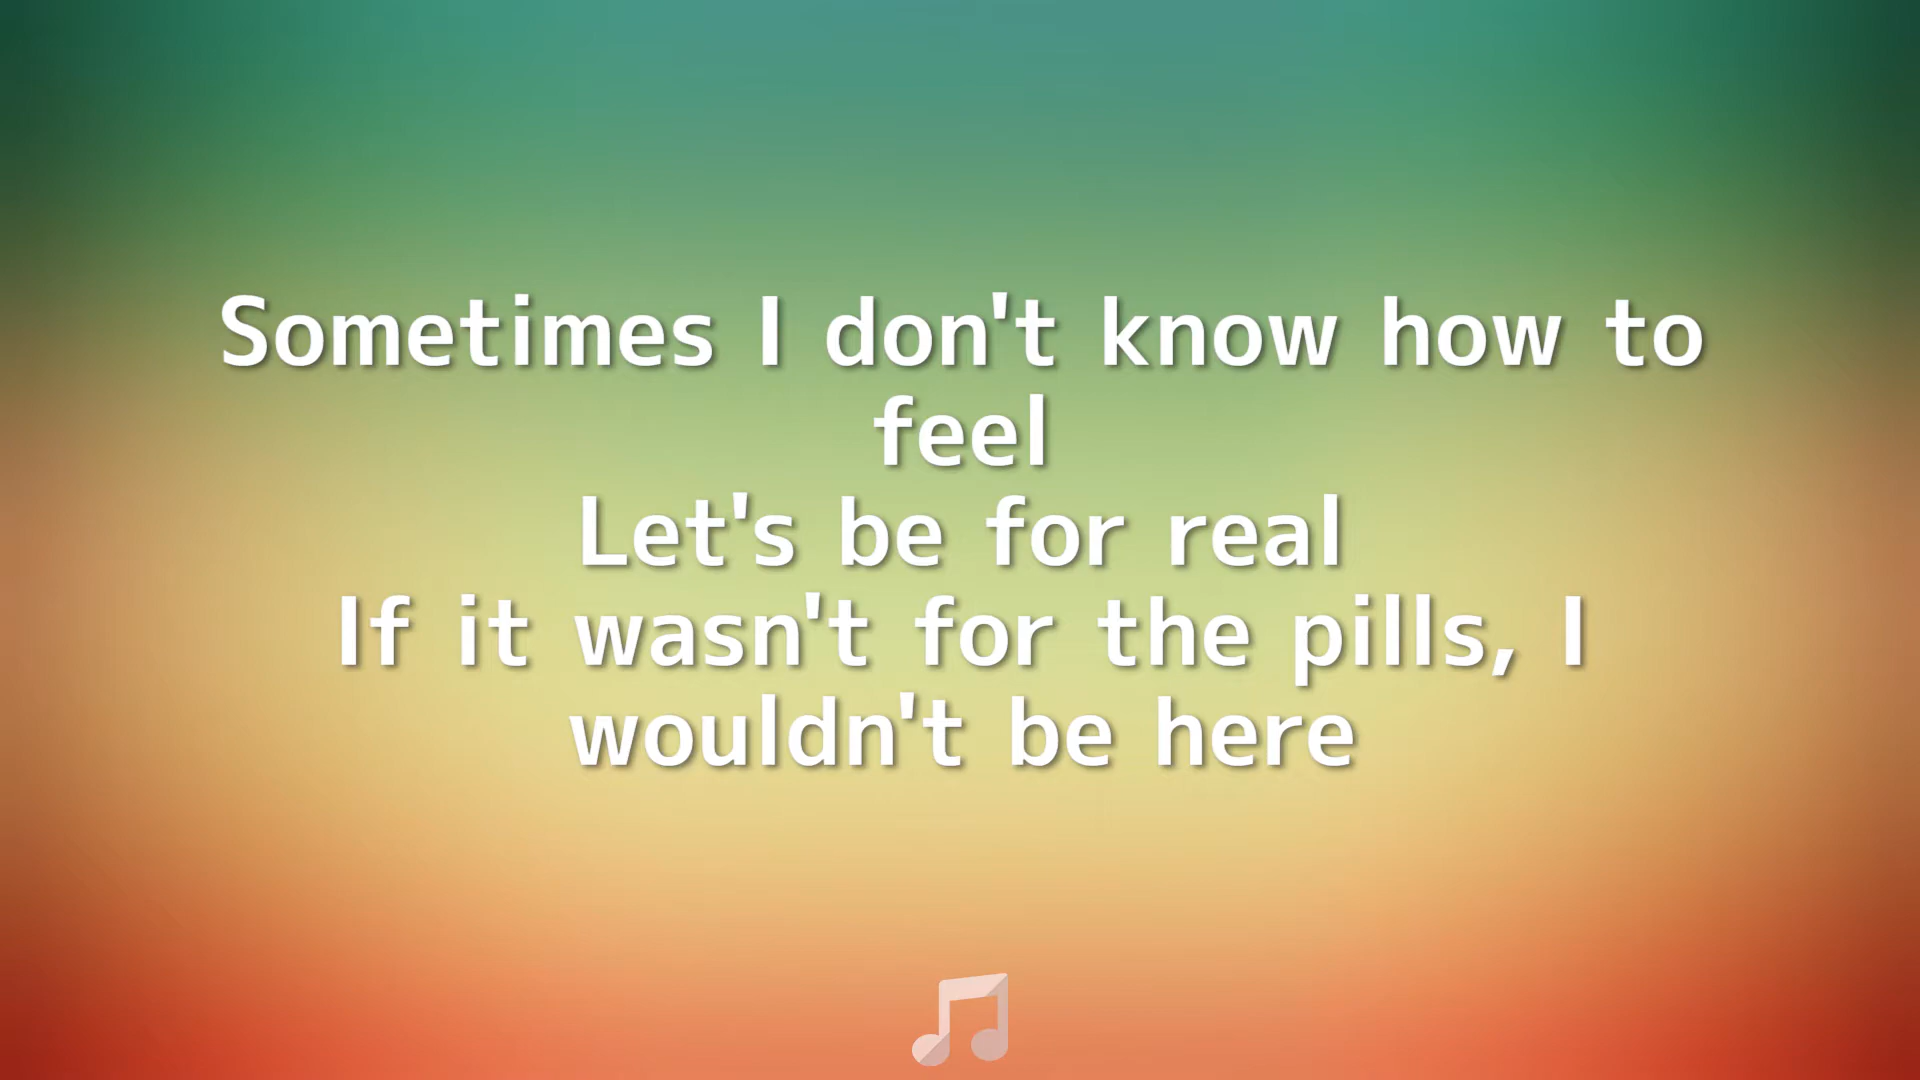 Sometimes I don't know how to
feel
Let's be for real
If it wasn't for the pills, I
wouldn't be here